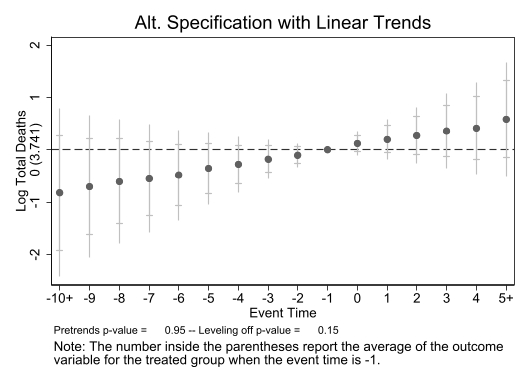 Alt. Specification with Linear Trends
Log Total Deaths
2
1
0 (3.741)
-1
-2
-10+ -9 -8 -7 -6 -5 -4 -3 -2 -1 0 1 2 3 4 5+
Event Time
Pretrends p-value = 0.95 -- Leveling off p-value = 0.15
Note: The number inside the parentheses report the average of the outcome
variable for the treated group when the event time is -1.